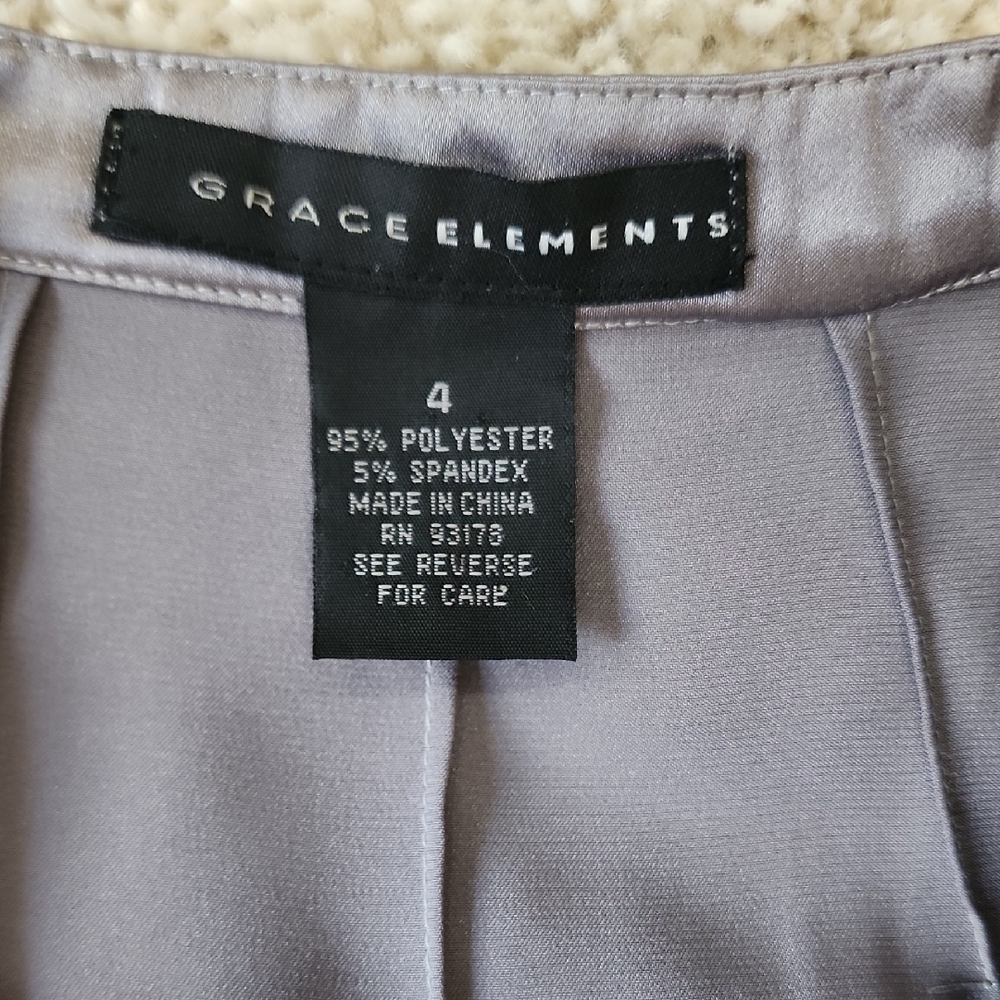 GRACE ELEMENTS
4
95% POLYESTER
5% SPANDEX
MADE IN CHINA
RN 93178
SEE REVERSE
FOR CARE